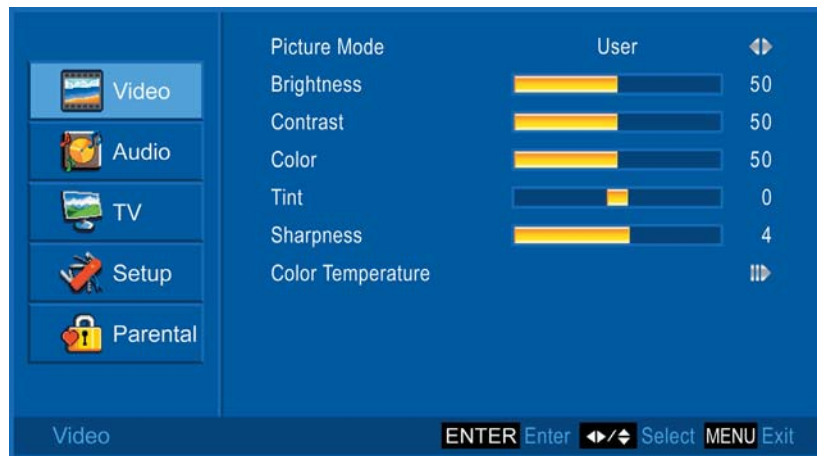 Video
Audio
TV
Setup
Parental
Picture Mode User
Brightness 50
Contrast 50
Color 50
Tint 0
Sharpness 4
Color Temperature
Video ENTER Enter / Select MENU Exit